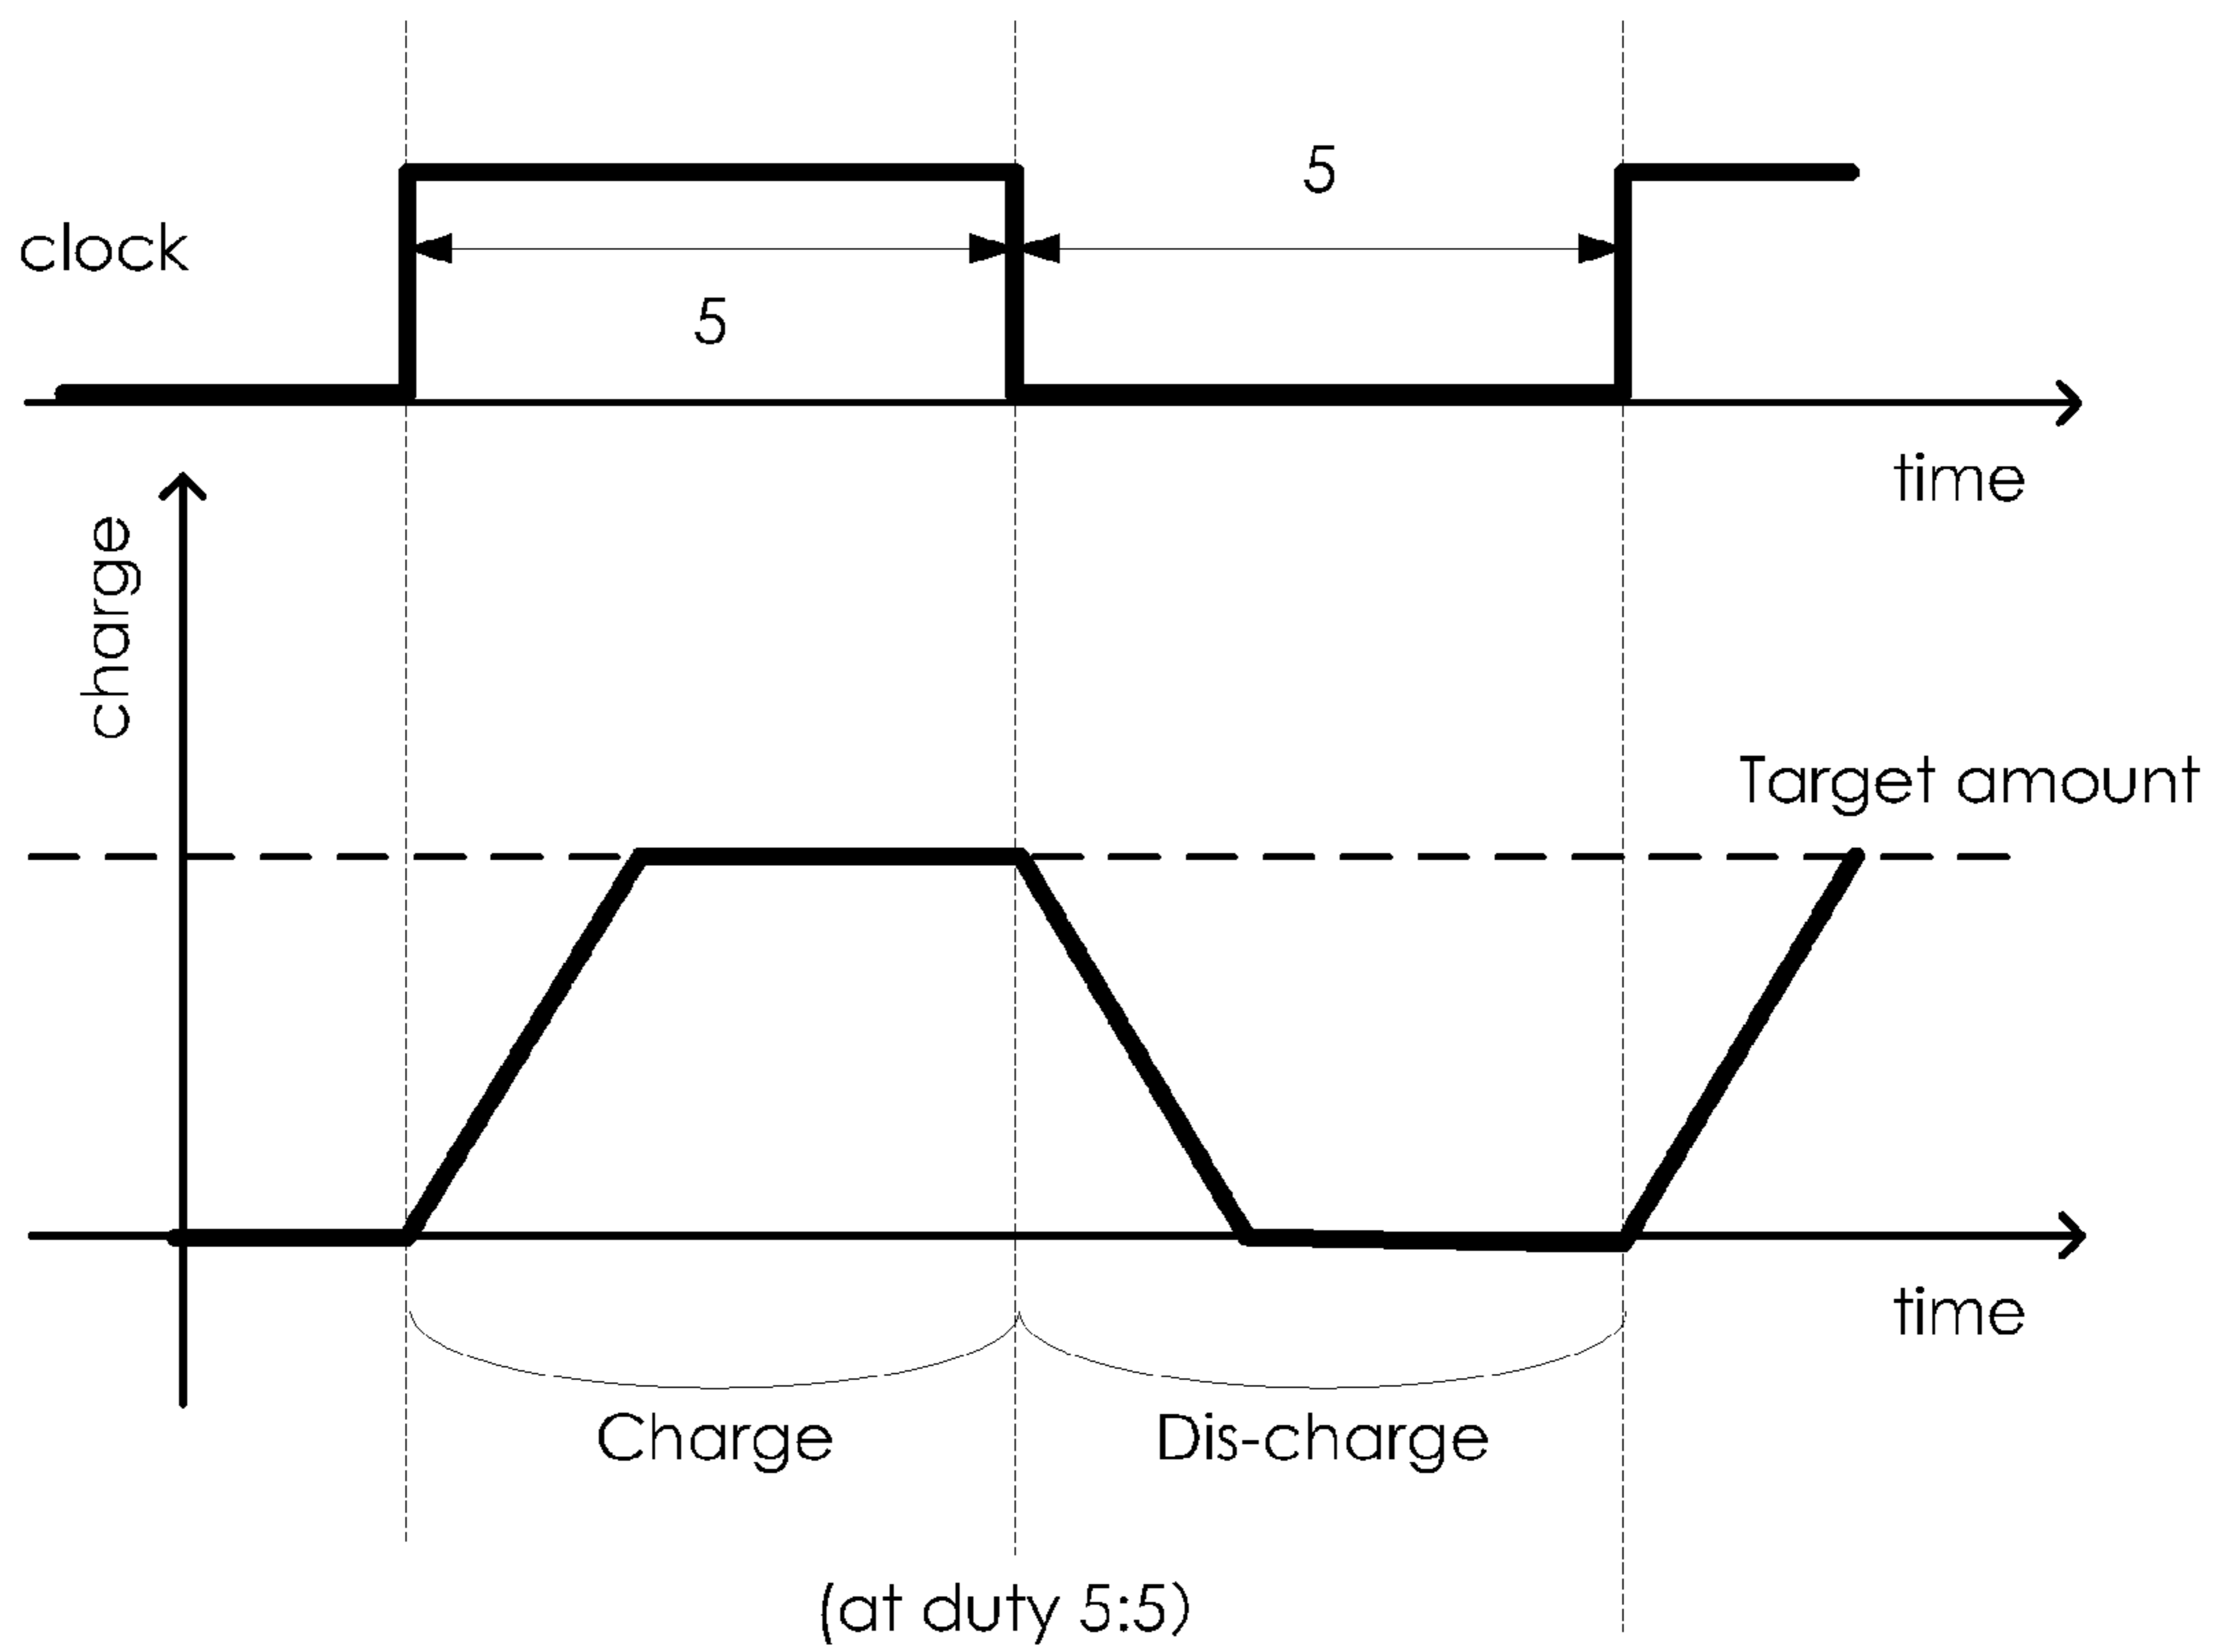 5
clock
5
time
charge
Target amount
time
Charge
Dis-charge
(at duty 5:5)